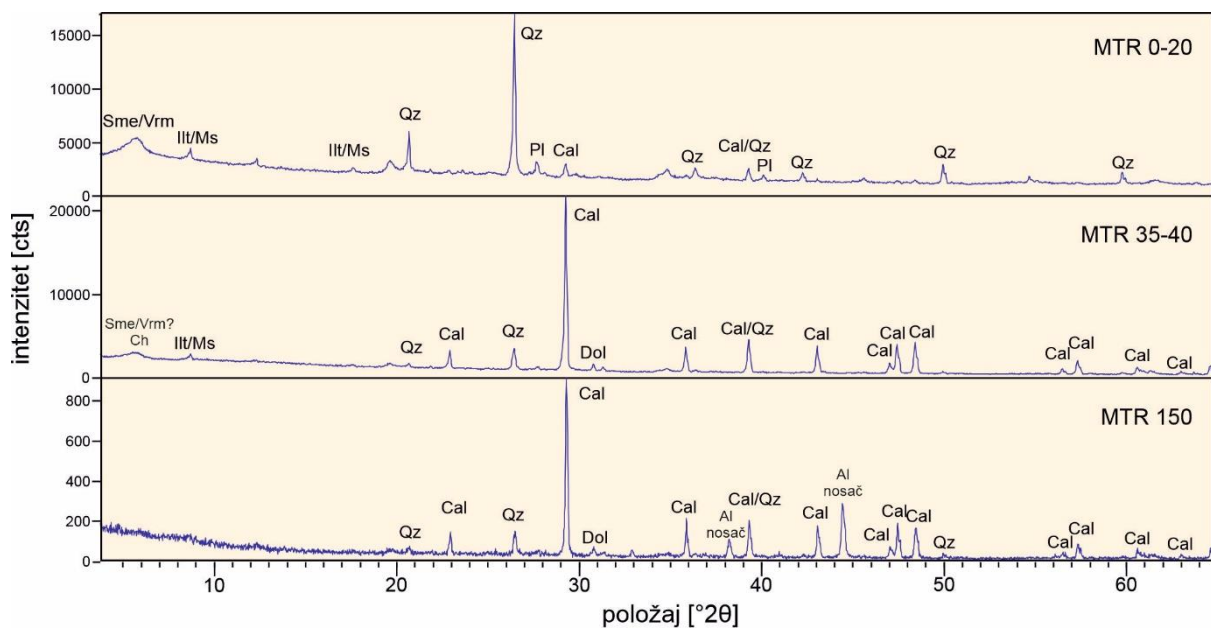 intenzitet [cts]
15000
10000
5000
0
MTR 0-20
Sme/Vrm
Ilt/Ms
Ilt/Ms
Qz
Qz
Pl
Cal
Qz
Cal/Qz
Pl
Qz
Qz
Qz
20000
10000
0
MTR 35-40
Sme/Vrm?
Ch
Ilt/Ms
Qz
Cal
Qz
Cal
Dol
Cal
Cal/Qz
Cal
Cal
Cal
Cal
Cal
Cal
Cal
Cal
800
600
400
200
0
MTR 150
Qz
Cal
Qz
Cal
Dol
Cal
Al
nosač
Cal/Qz
Cal
Al
nosač
Cal
Cal
Cal
Qz
Cal
Cal
Cal
Cal
10 20 30 40 50 60
položaj [°2θ]